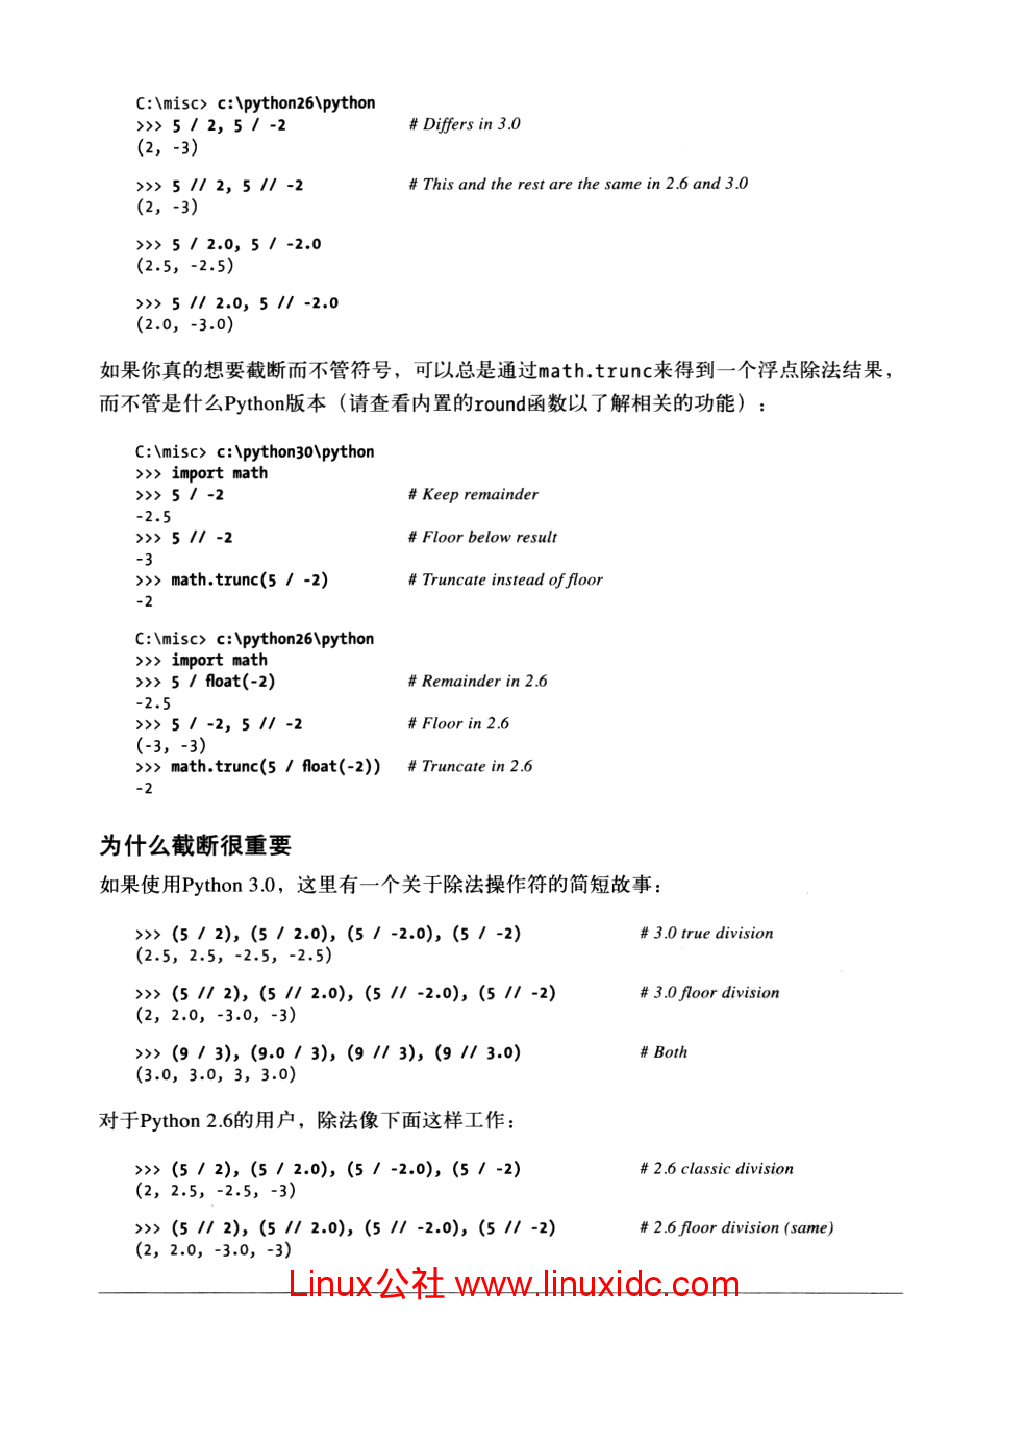 C:\misc> c:\python26\python
>>> 5 / 2, 5 / -2 # Differs in 3.0
(2, -3)
>>> 5 // 2, 5 // -2 # This and the rest are the same in 2.6 and 3.0
(2, -3)
>>> 5 / 2.0, 5 / -2.0
(2.5, -2.5)
>>> 5 // 2.0, 5 // -2.0
(2.0, -3.0)
如果你真的想要截断而不管符号，可以总是通过math.trunc来得到一个浮点除法结果，
而不管是什么Python版本（请查看内置的round函数以了解相关的功能）：
C:\misc> c:\python30\python
>>> import math
>>> 5 / -2 # Keep remainder
-2.5
>>> 5 // -2 # Floor below result
-3
>>> math.trunc(5 / -2) # Truncate instead of floor
-2
C:\misc> c:\python26\python
>>> import math
>>> 5 / float(-2) # Remainder in 2.6
-2.5
>>> 5 / -2, 5 // -2 # Floor in 2.6
(-3, -3)
>>> math.trunc(5 / float(-2)) # Truncate in 2.6
-2
为什么截断很重要
如果使用Python 3.0，这里有一个关于除法操作符的简短故事：
>>> (5 / 2), (5 / 2.0), (5 / -2.0), (5 / -2) # 3.0 true division
(2.5, 2.5, -2.5, -2.5)
>>> (5 // 2), (5 // 2.0), (5 // -2.0), (5 // -2) # 3.0 floor division
(2, 2.0, -3.0, -3)
>>> (9 / 3), (9.0 / 3), (9 // 3), (9 // 3.0) # Both
(3.0, 3.0, 3, 3.0)
对于Python 2.6的用户，除法像下面这样工作：
>>> (5 / 2), (5 / 2.0), (5 / -2.0), (5 / -2) # 2.6 classic division
(2, 2.5, -2.5, -3)
>>> (5 // 2), (5 // 2.0), (5 // -2.0), (5 // -2) # 2.6 floor division (same)
(2, 2.0, -3.0, -3)
Linux公社 www.linuxidc.com